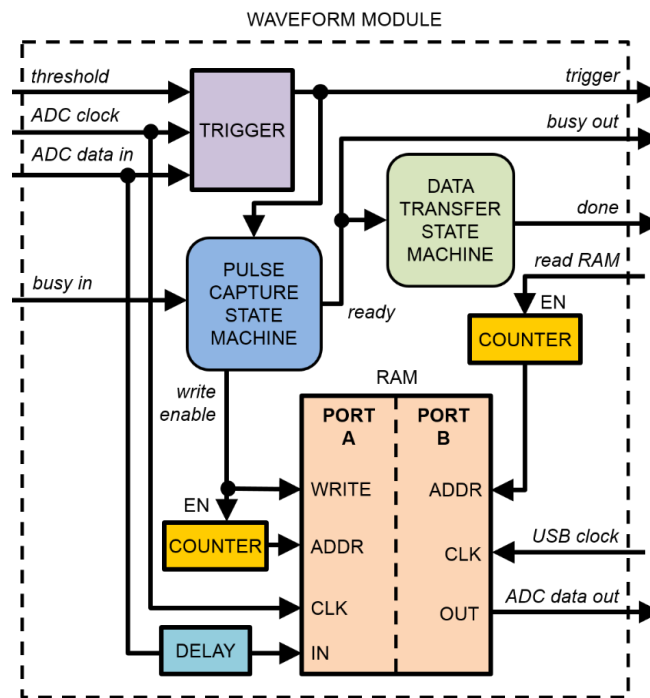 WAVEFORM MODULE
threshold
trigger
ADC clock
TRIGGER
busy out
ADC data in
DATA
TRANSFER
STATE
MACHINE
done
PULSE
CAPTURE
STATE
MACHINE
read RAM
busy in
ready
EN
COUNTER
write
enable
RAM
PORT
A
PORT
B
WRITE
ADDR
EN
COUNTER
ADDR
CLK
USB clock
CLK
OUT
ADC data out
DELAY
IN